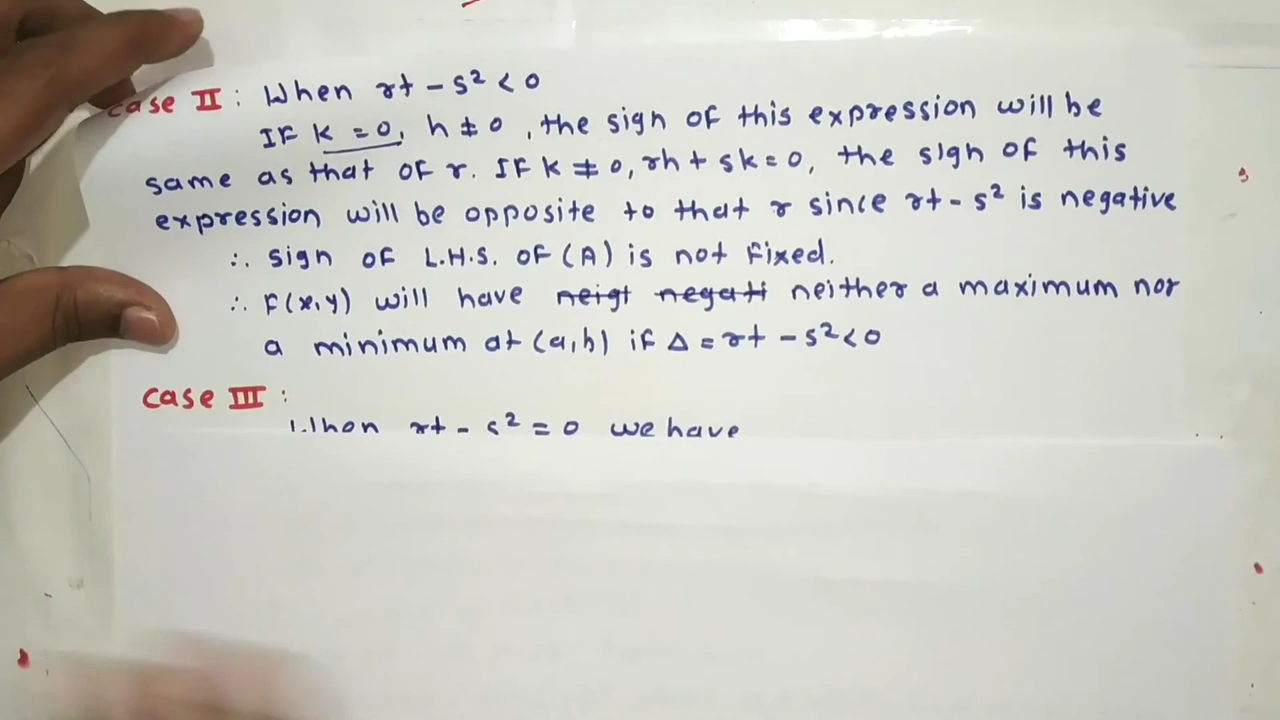 Case II : When rt - s² < 0
IF k = 0, h ≠ 0, the sign of this expression will be
same as that of r. IF k ≠ 0, rh + sk = 0, the sign of this
expression will be opposite to that r since rt - s² is negative
∴ sign of L.H.S. of (A) is not fixed.
∴ F(x,y) will have neigt negati neither a maximum nor
a minimum at (a,b) if Δ = rt - s² < 0
Case III :
When rt - s² = 0 we have